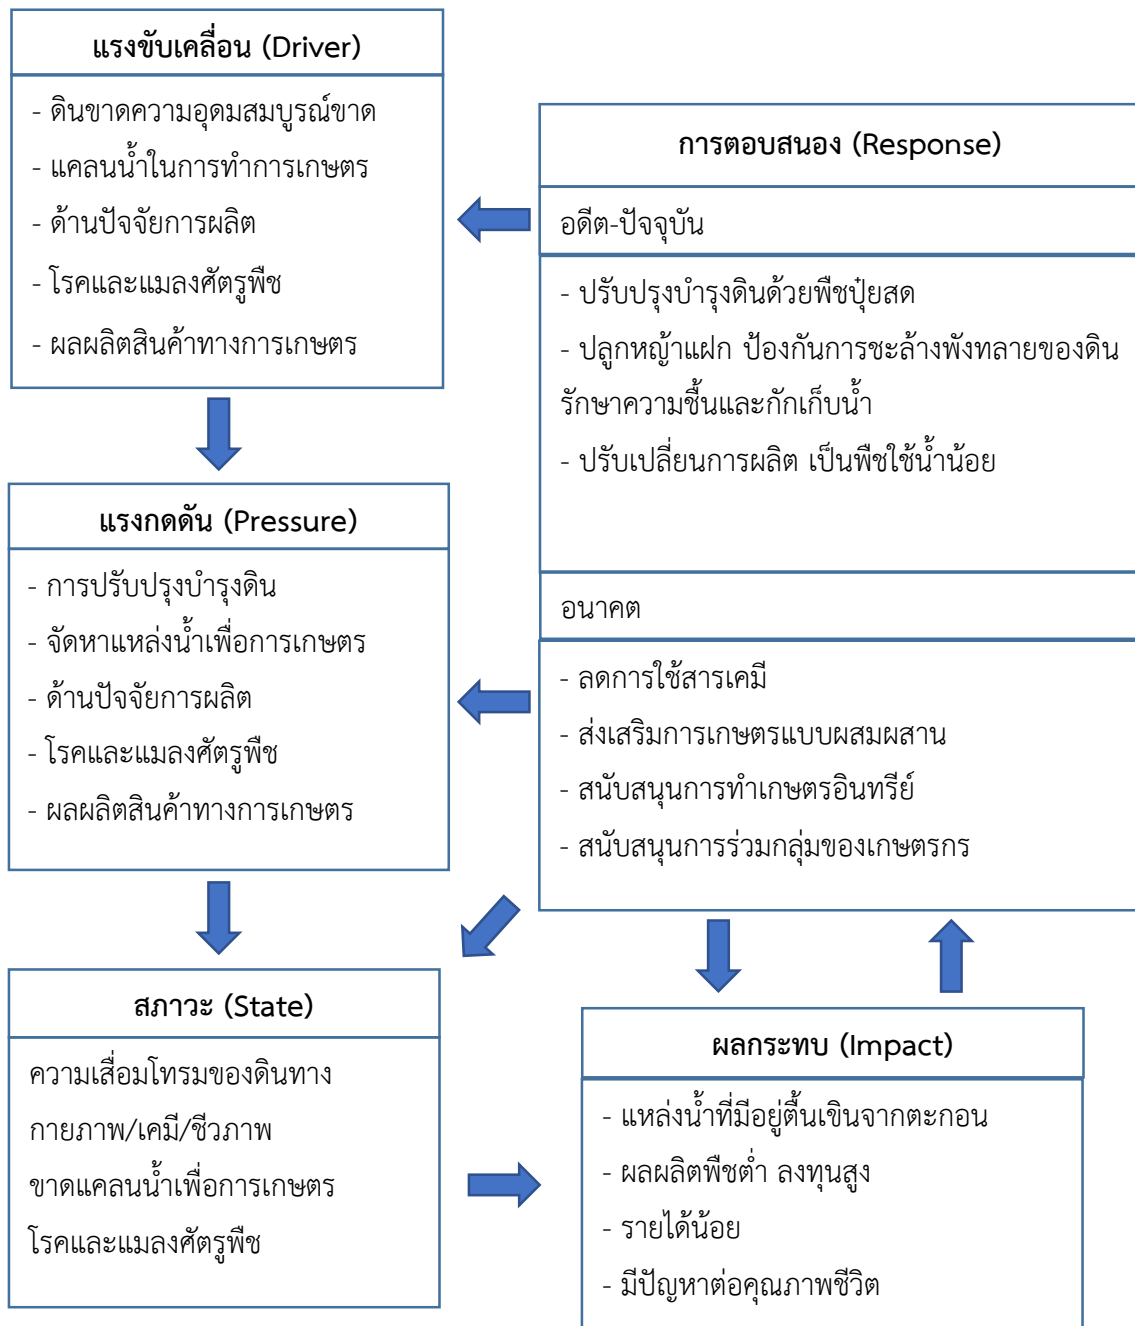 แรงขับเคลื่อน (Driver)
- ดินขาดความอุดมสมบูรณ์ขาด
- แคลนน้ำในการทำการเกษตร
- ด้านปัจจัยการผลิต
- โรคและแมลงศัตรูพืช
- ผลผลิตสินค้าทางการเกษตร
แรงกดดัน (Pressure)
- การปรับปรุงบำรุงดิน
- จัดหาแหล่งน้ำเพื่อการเกษตร
- ด้านปัจจัยการผลิต
- โรคและแมลงศัตรูพืช
- ผลผลิตสินค้าทางการเกษตร
สภาวะ (State)
ความเสื่อมโทรมของดินทาง
กายภาพ/เคมี/ชีวภาพ
ขาดแคลนน้ำเพื่อการเกษตร
โรคและแมลงศัตรูพืช
การตอบสนอง (Response)
อดีต-ปัจจุบัน
- ปรับปรุงบำรุงดินด้วยพืชปุ๋ยสด
- ปลูกหญ้าแฝก ป้องกันการชะล้างพังทลายของดิน
รักษาความชื้นและกักเก็บน้ำ
- ปรับเปลี่ยนการผลิต เป็นพืชใช้น้ำน้อย
อนาคต
- ลดการใช้สารเคมี
- ส่งเสริมการเกษตรแบบผสมผสาน
- สนับสนุนการทำเกษตรอินทรีย์
- สนับสนุนการร่วมกลุ่มของเกษตรกร
ผลกระทบ (Impact)
- แหล่งน้ำที่มีอยู่ตื้นเขินจากตะกอน
- ผลผลิตพืชต่ำ ลงทุนสูง
- รายได้น้อย
- มีปัญหาต่อคุณภาพชีวิต